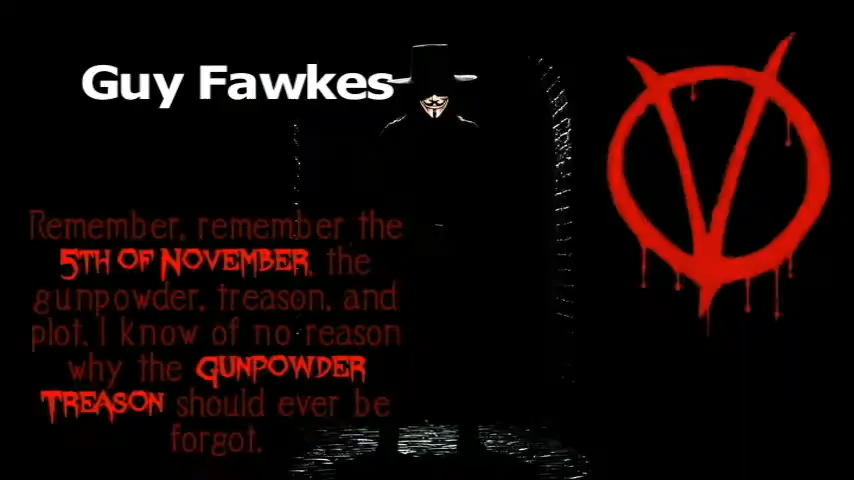 Guy Fawkes
Remember, remember the
5TH OF NOVEMBER, the
gunpowder, treason, and
plot, I know of no reason
why the GUNPOWDER
TREASON should ever be
forgot.
V